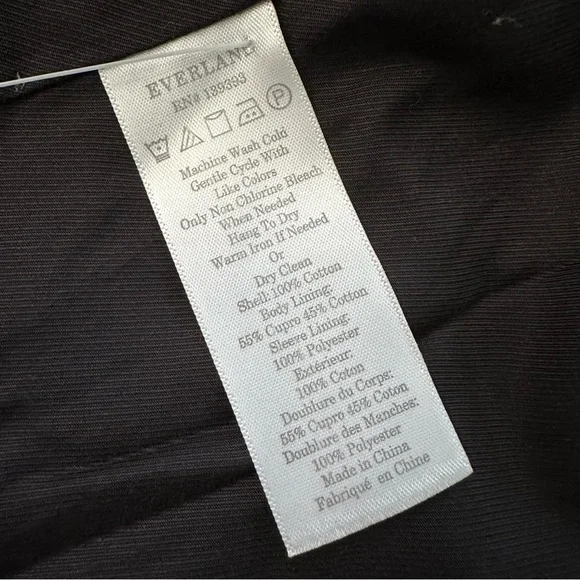 EVERLANE
RN# 139393
P
Machine Wash Cold
Gentle Cycle With
Like Colors
Only Non Chlorine Bleach
When Needed
Hang To Dry
Warm Iron If Needed
Or
Dry Clean
Shell: 100% Cotton
Body Lining:
55% Cupro 45% Cotton
Sleeve Lining:
100% Polyester
Extérieur:
100% Coton
Doublure du Corps:
55% Cupro 45% Coton
Doublure des Manches:
100% Polyester
Made in China
Fabriqué en Chine